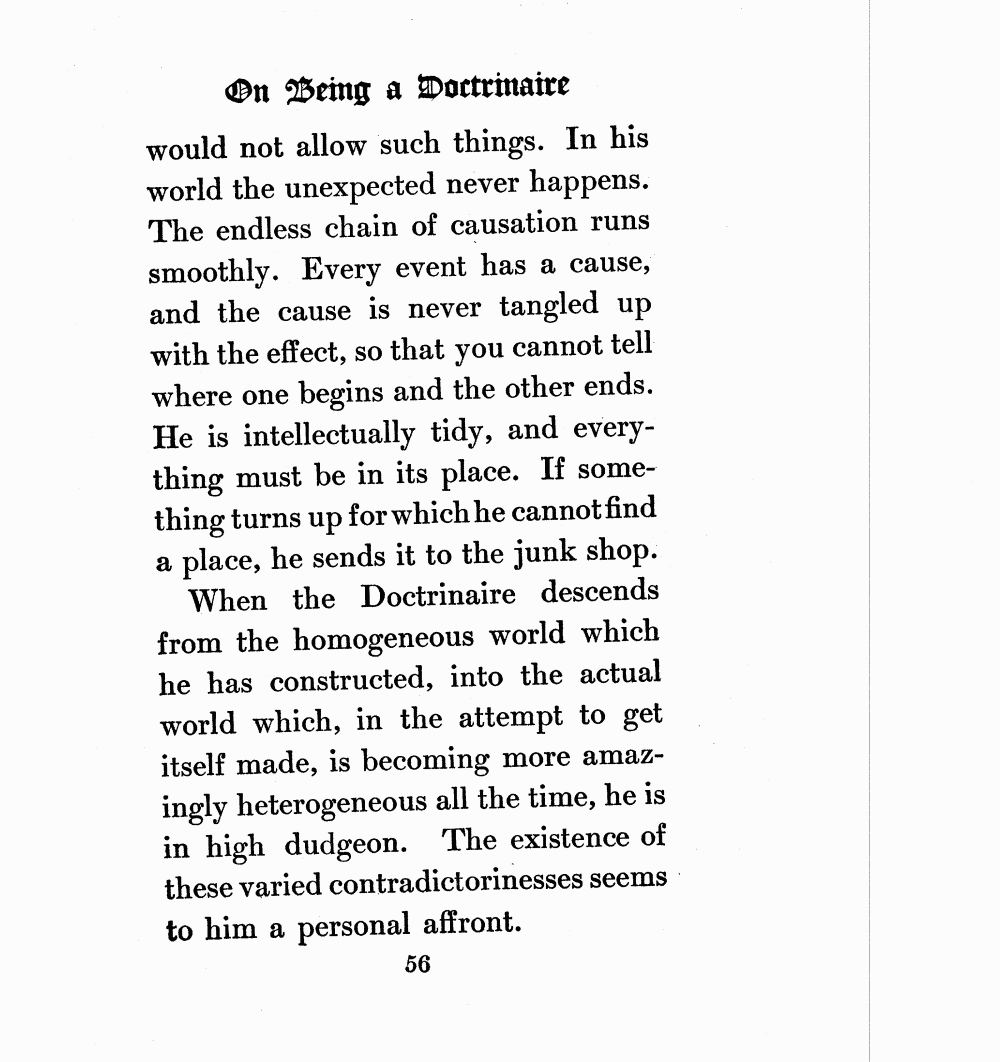 On Being a Doctrinaire
would not allow such things. In his
world the unexpected never happens.
The endless chain of causation runs
smoothly. Every event has a cause,
and the cause is never tangled up
with the effect, so that you cannot tell
where one begins and the other ends.
He is intellectually tidy, and every-
thing must be in its place. If some-
thing turns up for which he cannot find
a place, he sends it to the junk shop.
When the Doctrinaire descends
from the homogeneous world which
he has constructed, into the actual
world which, in the attempt to get
itself made, is becoming more amaz-
ingly heterogeneous all the time, he is
in high dudgeon. The existence of
these varied contradictorinesses seems
to him a personal affront.
56